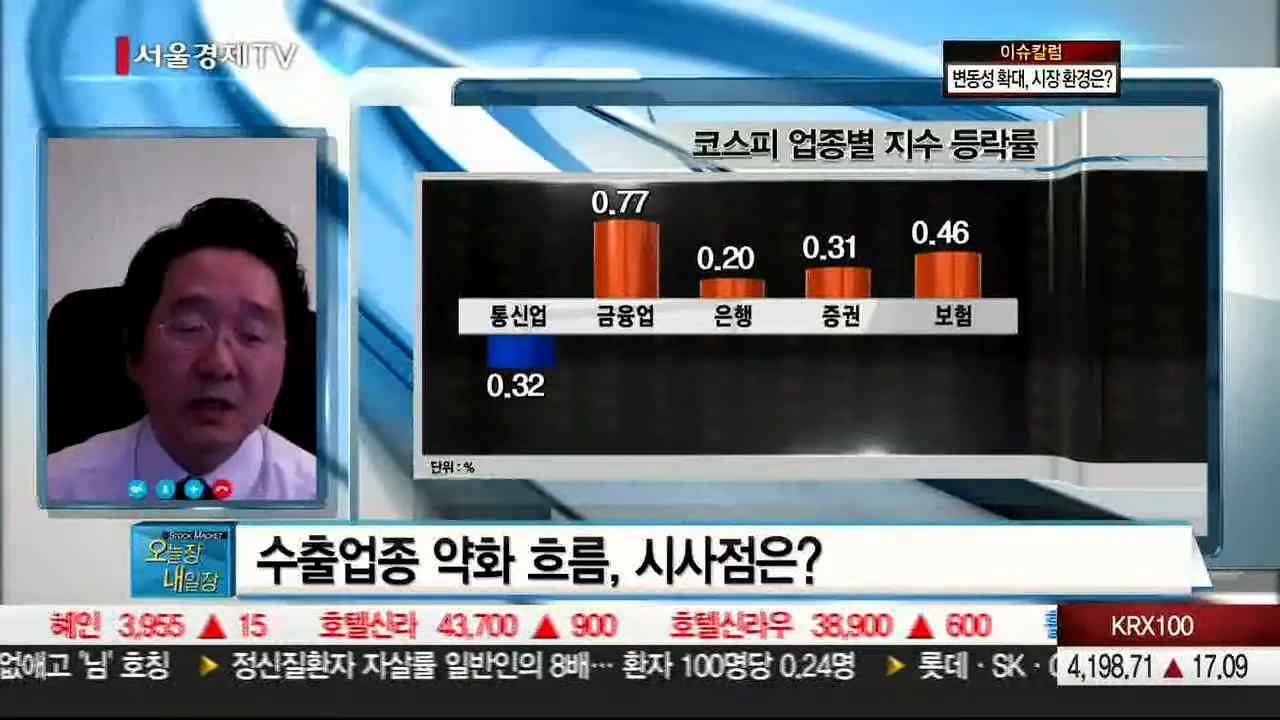 서울경제TV
이슈칼럼
변동성 확대, 시장 환경은?
코스피 업종별 지수 등락률
0.77
0.20
0.31
0.46
통신업 금융업 은행 증권 보험
0.32
단위 : %
STOCK MARKET
오늘장
내일장
수출업종 약화 흐름, 시사점은?
혜인 3,955 ▲ 15 호텔신라 43,700 ▲ 900 호텔신라우 38,900 ▲ 600
KRX100
없애고 '님' 호칭 ▶ 정신질환자 자살률 일반인의 8배… 환자 100명당 0.24명 ▶ 롯데 · SK ·
4,198.71 ▲ 17.09